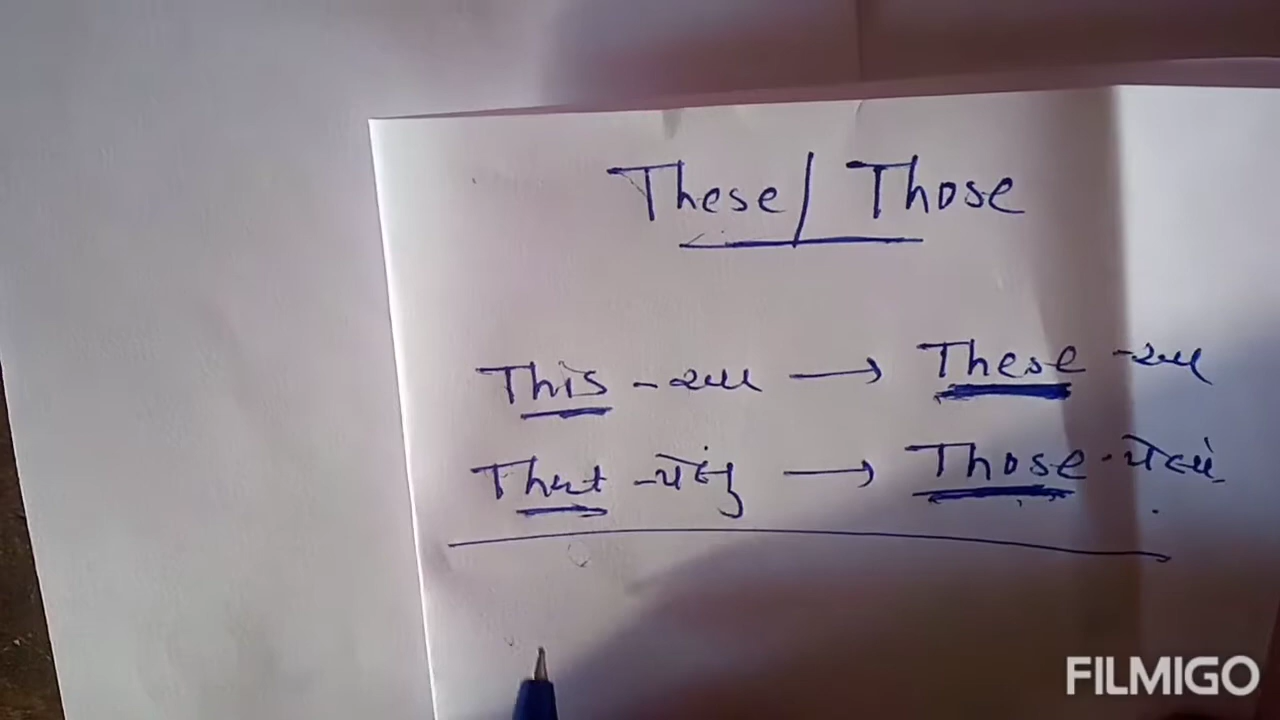 These/ Those
This - આ → These - આ
That - પેલું → Those - પેલાં
FILMIGO